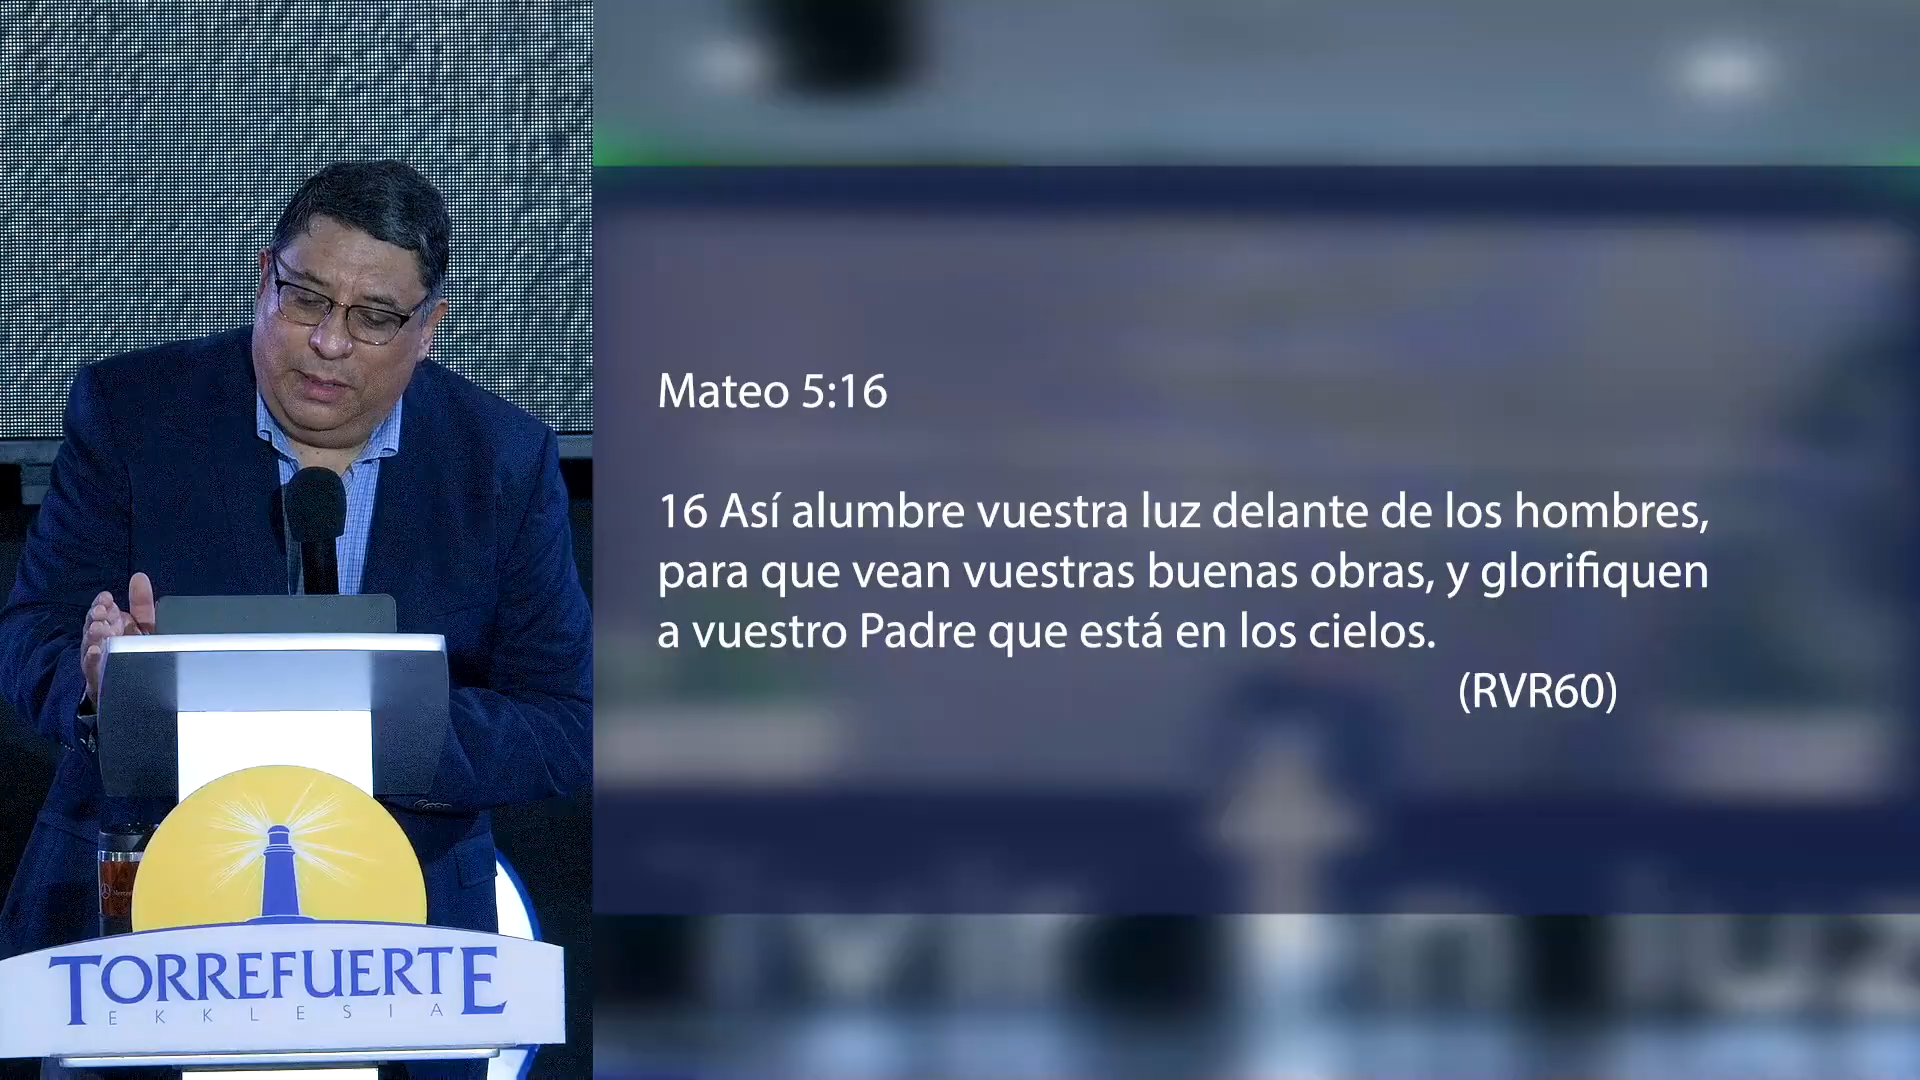 Mateo 5:16
16 Así alumbre vuestra luz delante de los hombres,
para que vean vuestras buenas obras, y glorifiquen
a vuestro Padre que está en los cielos.
(RVR60)
TORREFUERTE
EKKLESIA